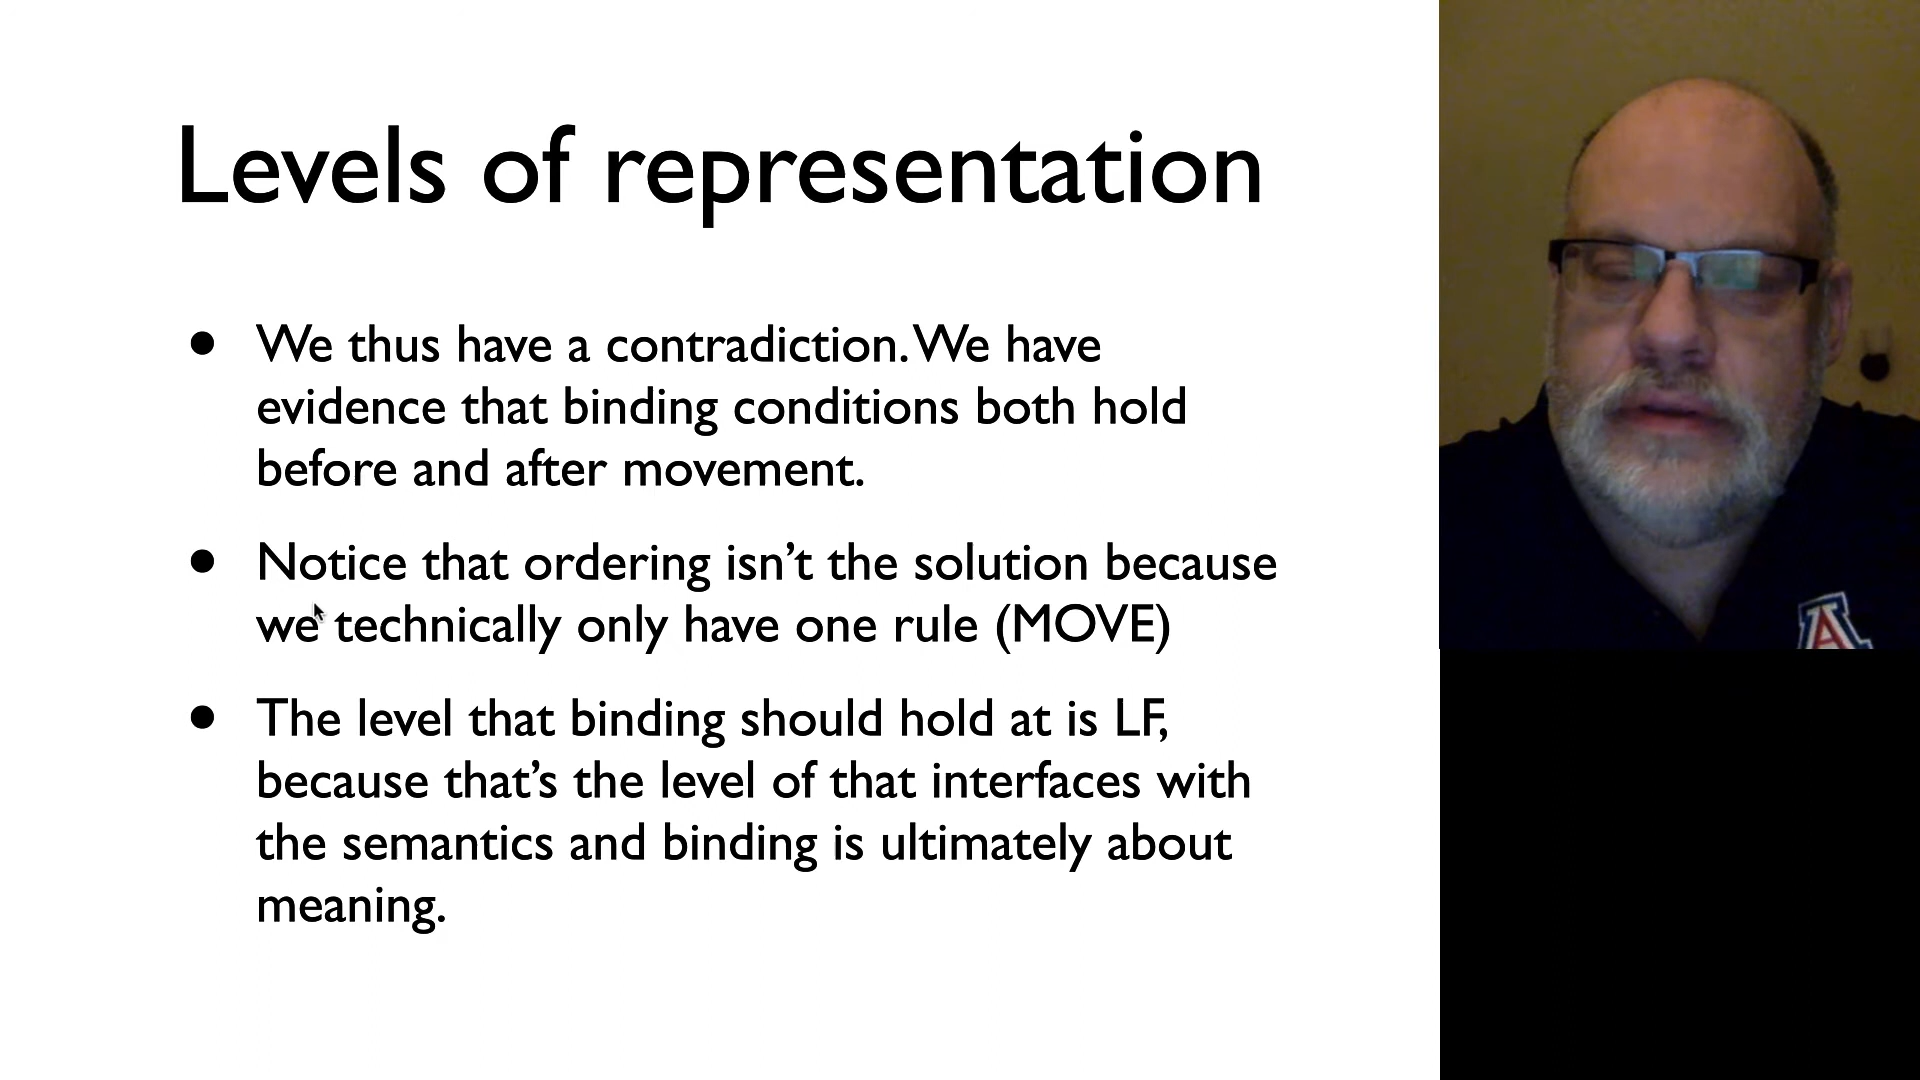 Levels of representation
• We thus have a contradiction. We have
evidence that binding conditions both hold
before and after movement.
• Notice that ordering isn’t the solution because
we technically only have one rule (MOVE)
• The level that binding should hold at is LF,
because that’s the level of that interfaces with
the semantics and binding is ultimately about
meaning.
A